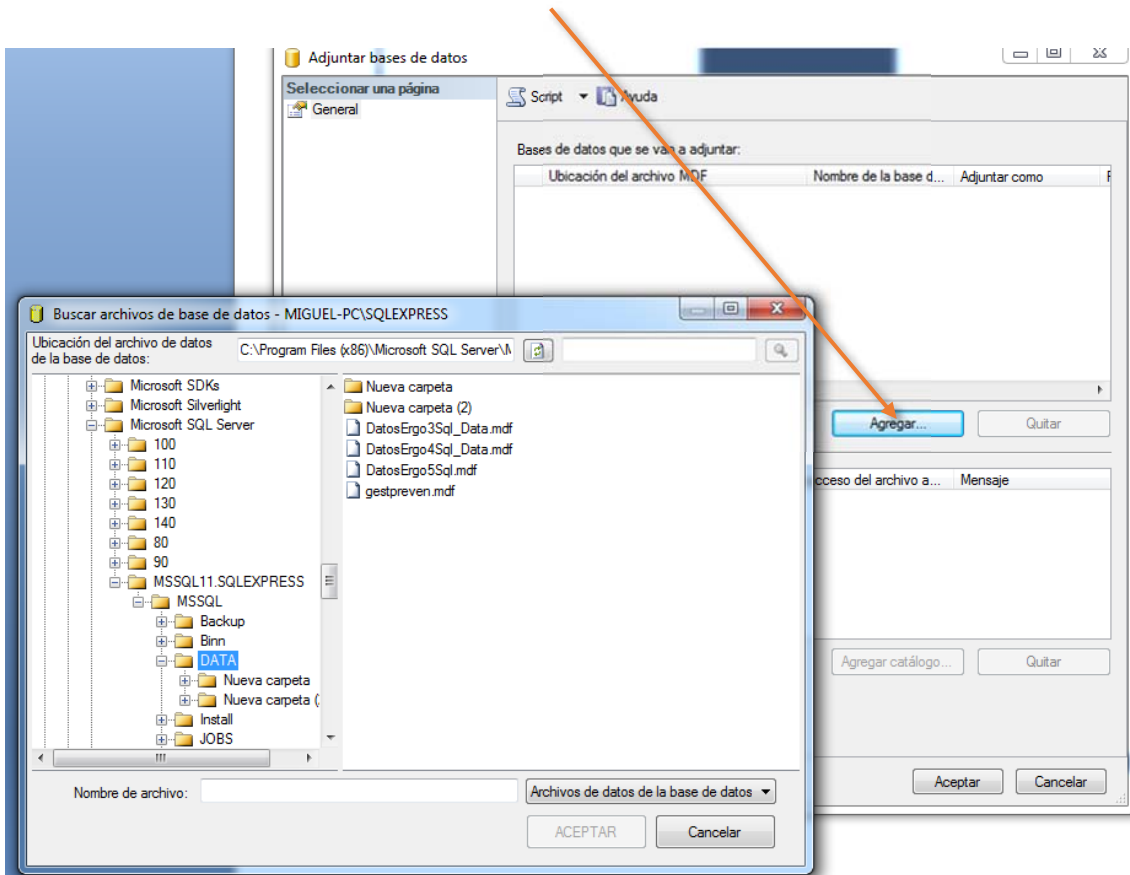 Adjuntar bases de datos
Seleccionar una página
General
Script
Ayuda
Bases de datos que se van a adjuntar:
Ubicación del archivo MDF
Nombre de la base d...
Adjuntar como
Agregar...
Quitar
cceso del archivo a...
Mensaje
Agregar catálogo...
Quitar
Aceptar
Cancelar
Buscar archivos de base de datos - MIGUEL-PC\SQLEXPRESS
Ubicación del archivo de datos
de la base de datos:
C:\Program Files (x86)\Microsoft SQL Server\
Microsoft SDKs
Microsoft Silverlight
Microsoft SQL Server
100
110
120
130
140
80
90
MSSQL11.SQLEXPRESS
MSSQL
Backup
Binn
DATA
Nueva carpeta
Nueva carpeta (
Install
JOBS
Nueva carpeta
Nueva carpeta (2)
DatosErgo3Sql_Data.mdf
DatosErgo4Sql_Data.mdf
DatosErgo5Sql.mdf
gestpreven.mdf
Nombre de archivo:
Archivos de datos de la base de datos
ACEPTAR
Cancelar